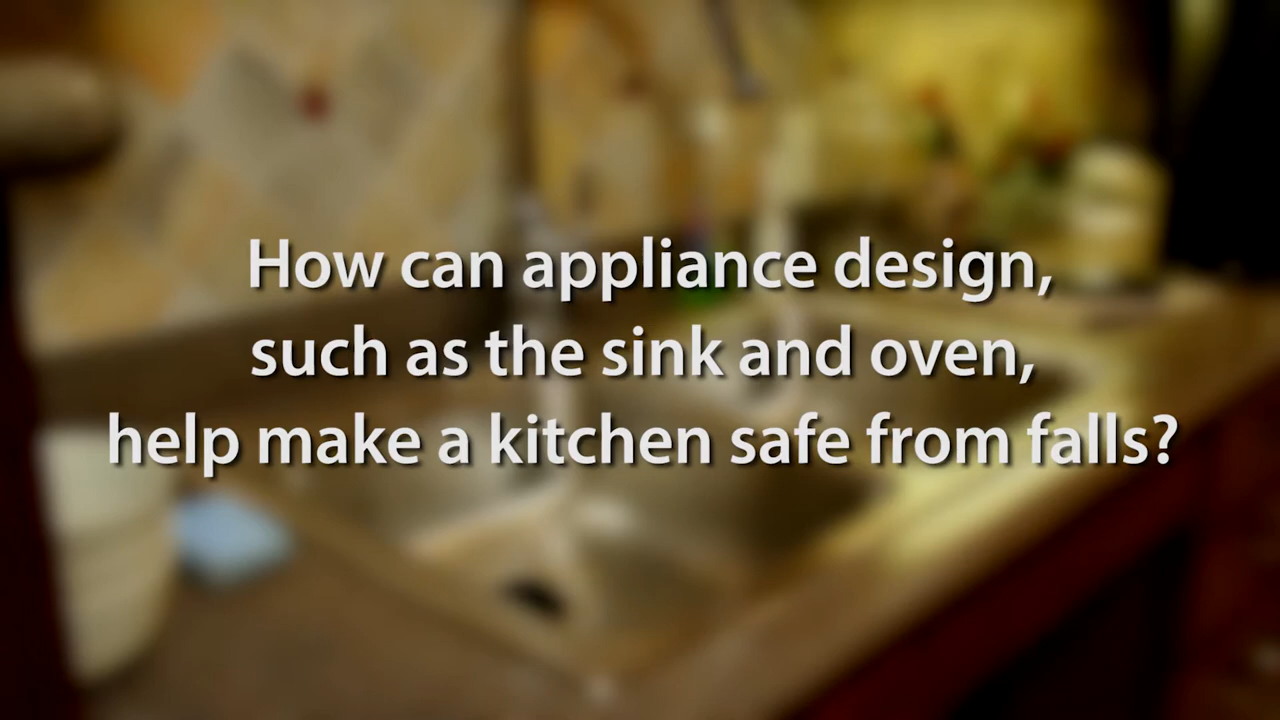 How can appliance design,
such as the sink and oven,
help make a kitchen safe from falls?